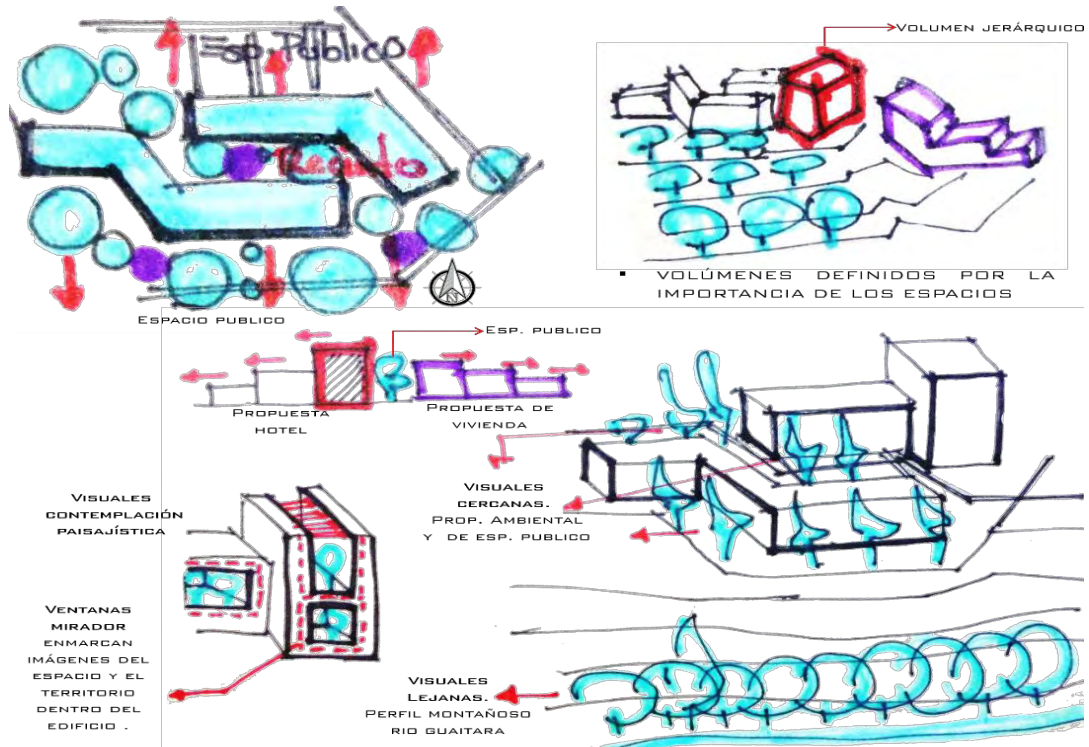 VOLUMEN JERÁRQUICO
Esp. Publico
Recinto
N
ESPACIO PUBLICO
▪ VOLÚMENES DEFINIDOS POR LA
IMPORTANCIA DE LOS ESPACIOS
ESP. PUBLICO
PROPUESTA
HOTEL
PROPUESTA DE
VIVIENDA
VISUALES
CERCANAS.
PROP. AMBIENTAL
Y DE ESP. PUBLICO
VISUALES
CONTEMPLACIÓN
PAISAJÍSTICA
VENTANAS
MIRADOR
ENMARCAN
IMÁGENES DEL
ESPACIO Y EL
TERRITORIO
DENTRO DEL
EDIFICIO .
VISUALES
LEJANAS.
PERFIL MONTAÑOSO
RIO GUAITARA